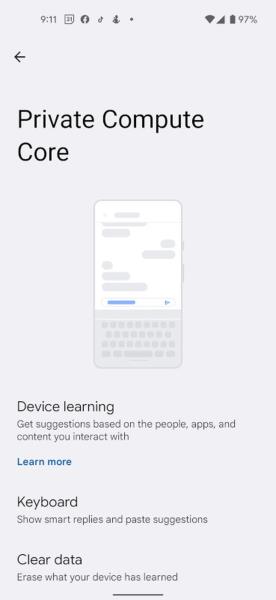 9:11
31
97%
Private Compute
Core
Device learning
Get suggestions based on the people, apps, and
content you interact with
Learn more
Keyboard
Show smart replies and paste suggestions
Clear data
Erase what your device has learned